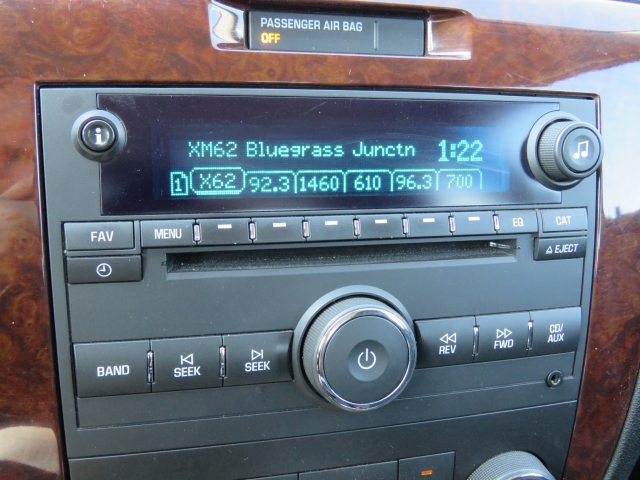 PASSENGER AIR BAG
OFF
XM62 Bluegrass Junctn 1:22
1 X62 92.3 1460 610 96.3 700
FAV MENU EQ CAT
EJECT
BAND SEEK SEEK REV FWD CD/AUX